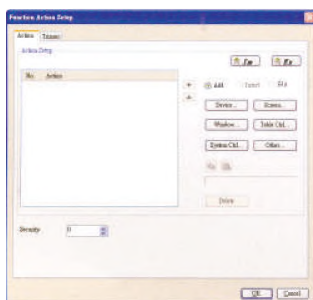 Function Action Setup
Action Trigger
Action Setup
No. Action
Add Insert
Device... Screen...
Window... Table Ctrl...
System Ctrl... Other...
Delete
Security: 0
OK Cancel